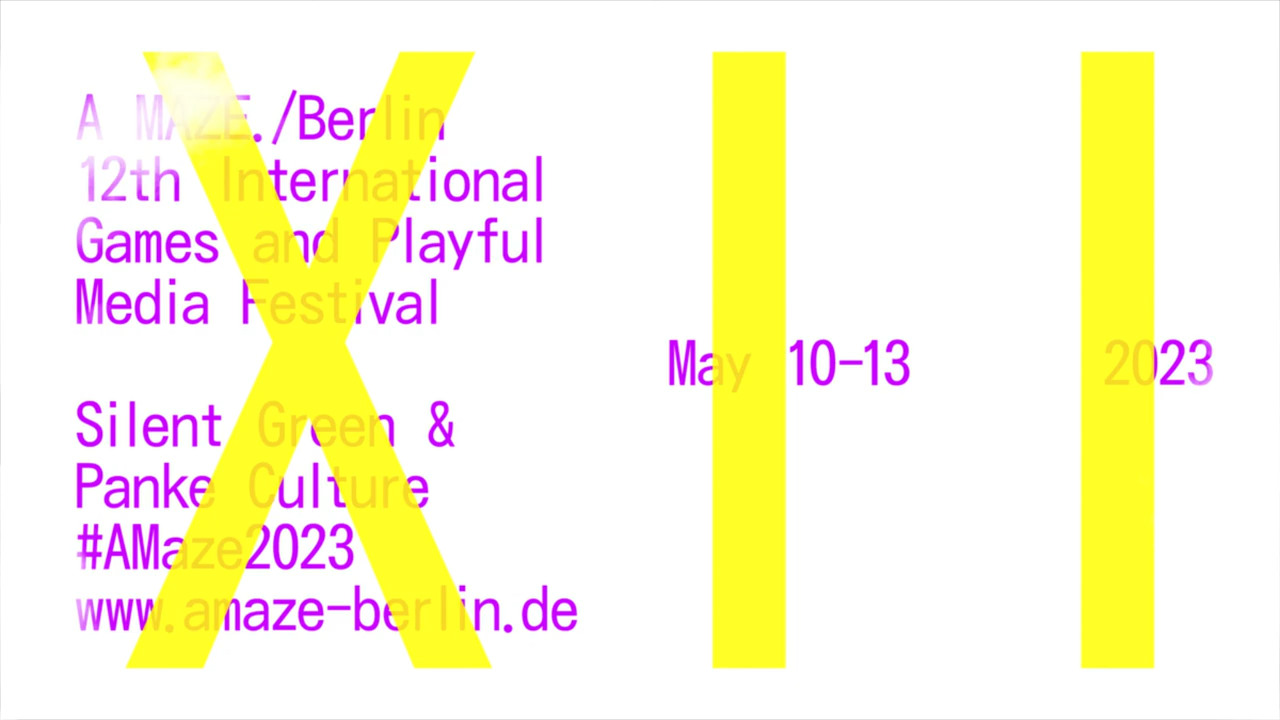 XII
A MAZE./Berlin
12th International
Games and Playful
Media Festival
May 10-13 2023
Silent Green &
Panke Culture
#AMaze2023
www.amaze-berlin.de